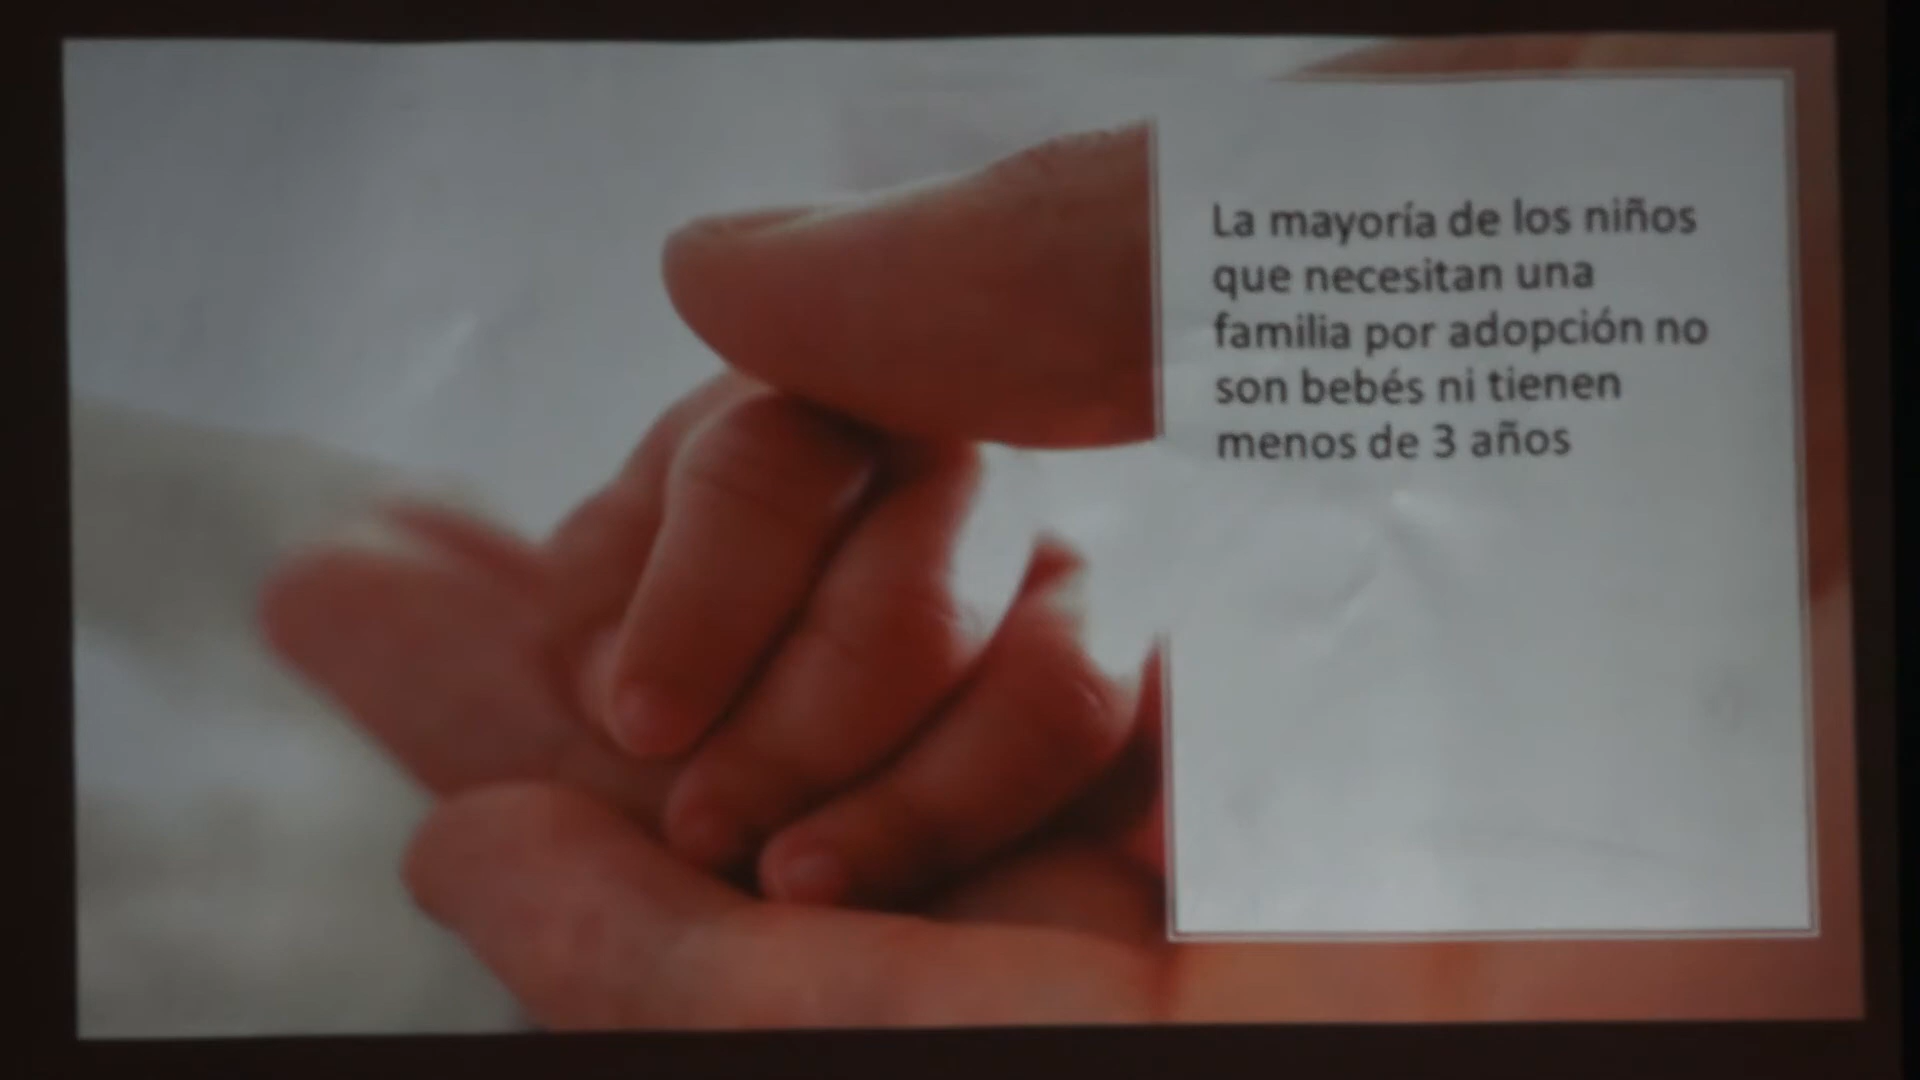 La mayoría de los niños
que necesitan una
familia por adopción no
son bebés ni tienen
menos de 3 años